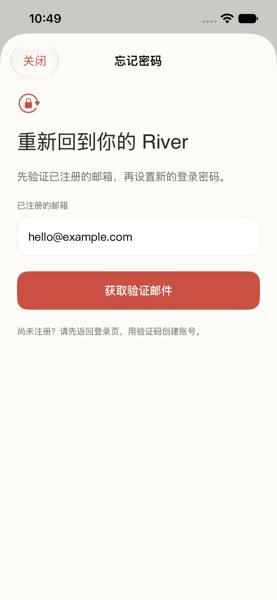 10:49
关闭
忘记密码
重新回到你的 River
先验证已注册的邮箱，再设置新的登录密码。
已注册的邮箱
hello@example.com
获取验证邮件
尚未注册？请先返回登录页，用验证码创建账号。